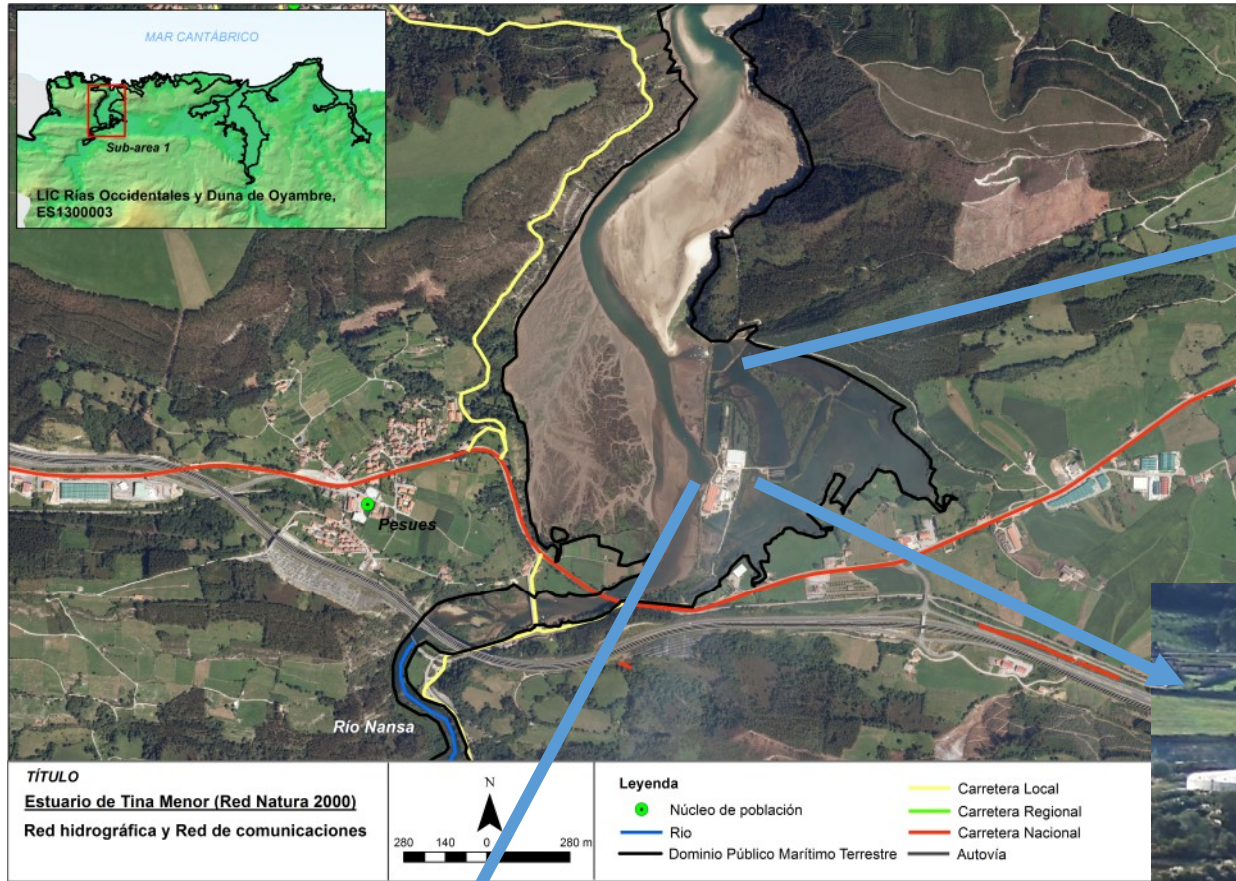 MAR CANTÁBRICO
Sub-area 1
LIC Rías Occidentales y Duna de Oyambre,
ES1300003
Pesues
Río Nansa
TÍTULO
Estuario de Tina Menor (Red Natura 2000)
Red hidrográfica y Red de comunicaciones
N
280 140 0 280 m
Leyenda
Núcleo de población
Rio
Dominio Público Marítimo Terrestre
Carretera Local
Carretera Regional
Carretera Nacional
Autovía